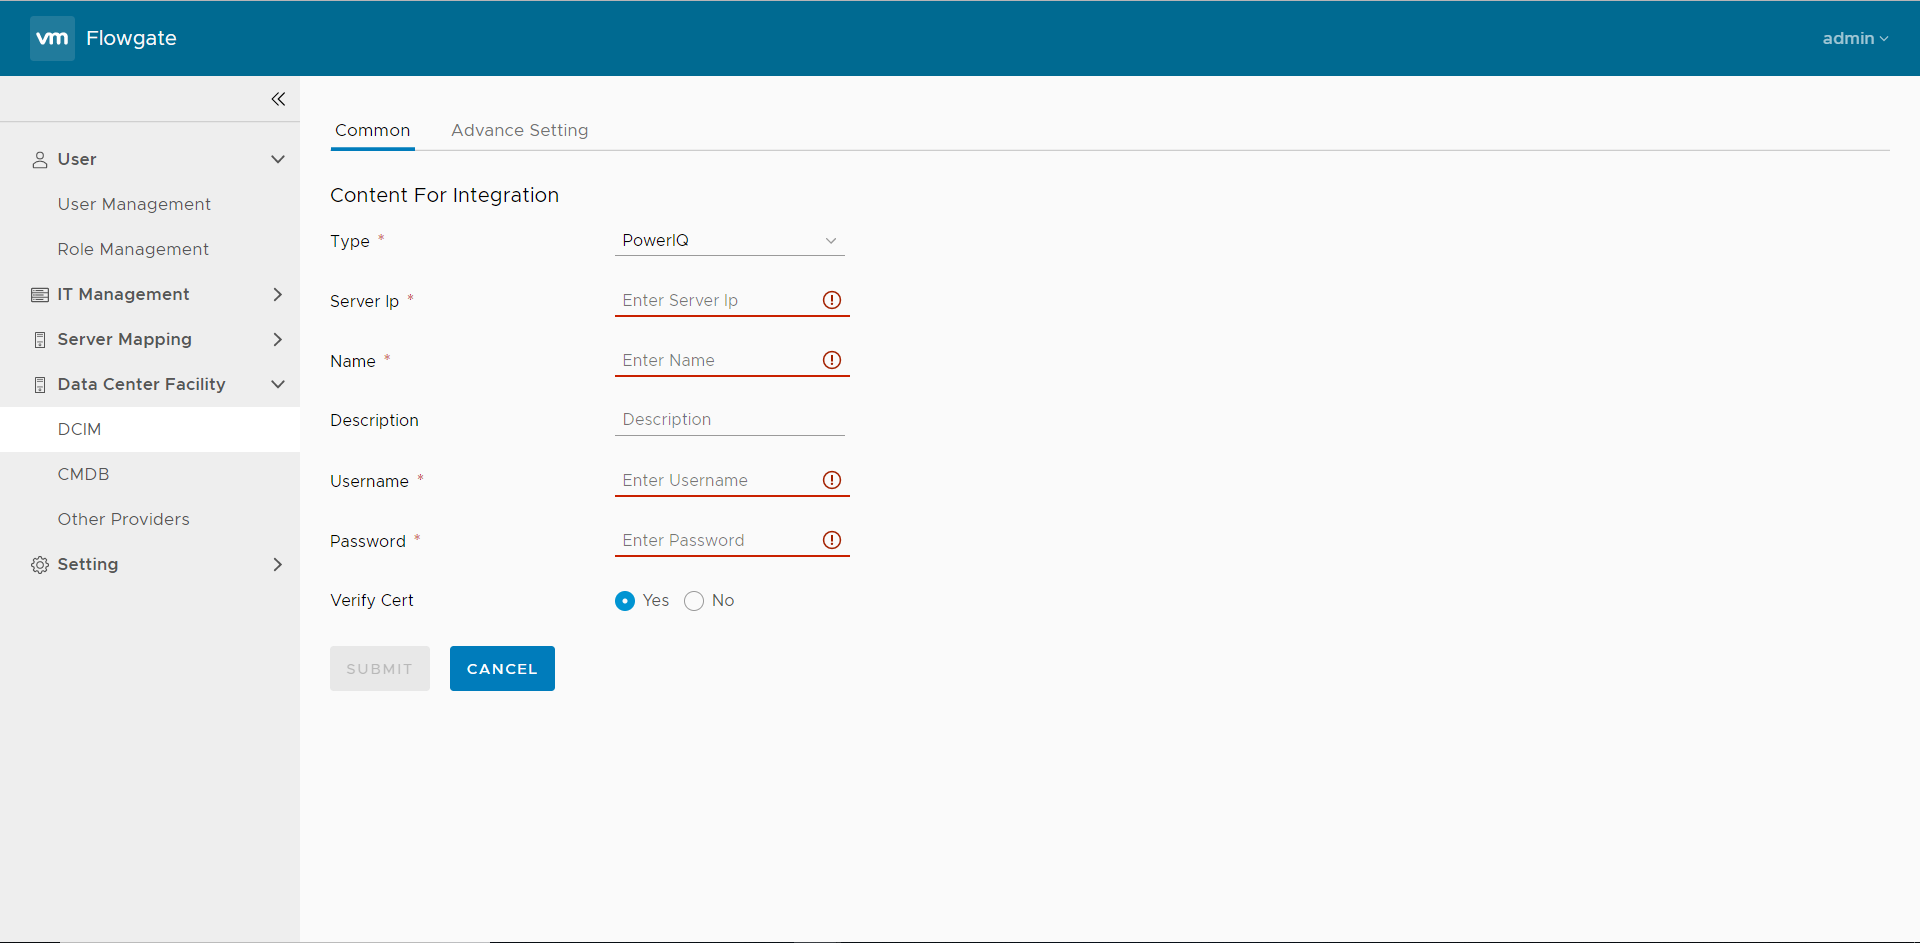 vm Flowgate
admin
User
User Management
Role Management
IT Management
Server Mapping
Data Center Facility
DCIM
CMDB
Other Providers
Setting
Common Advance Setting
Content For Integration
Type * PowerIQ
Server Ip * Enter Server Ip
Name * Enter Name
Description Description
Username * Enter Username
Password * Enter Password
Verify Cert Yes No
SUBMIT CANCEL